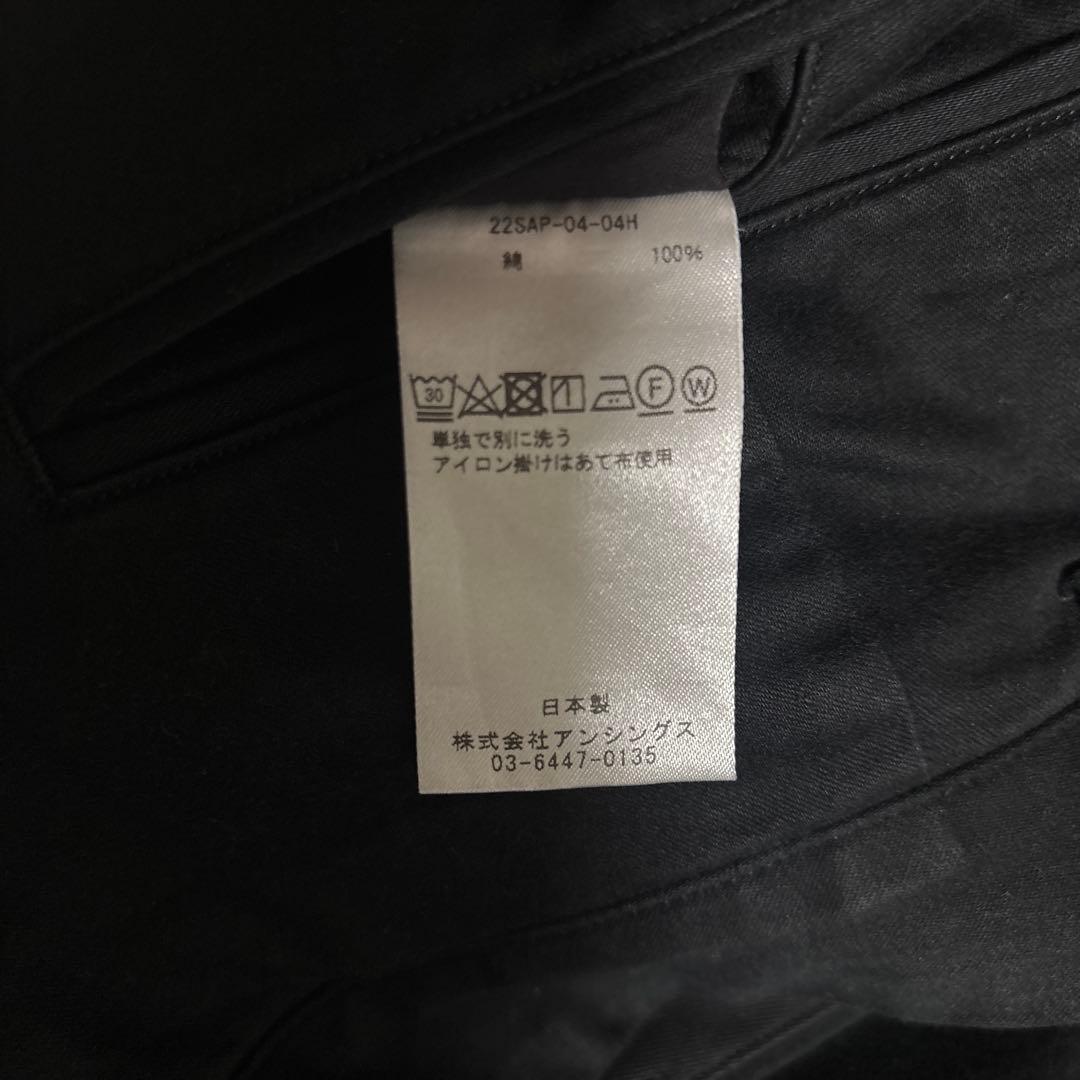 22SAP-04-04H
綿 100%
30 F W
単独で別に洗う
アイロン掛けはあて布使用
日本製
株式会社アンシングス
03-6447-0135